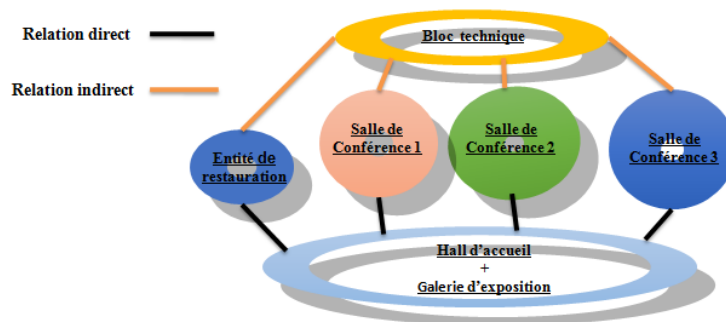 Relation direct
Relation indirect
Bloc technique
Entité de
restauration
Salle de
Conférence 1
Salle de
Conférence 2
Salle de
Conférence 3
Hall d'accueil
+
Galerie d'exposition